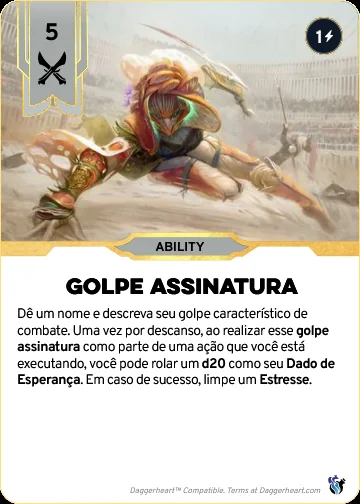 5
1
ABILITY
GOLPE ASSINATURA
Dê um nome e descreva seu golpe característico de
combate. Uma vez por descanso, ao realizar esse golpe
assinatura como parte de uma ação que você está
executando, você pode rolar um d20 como seu Dado de
Esperança. Em caso de sucesso, limpe um Estresse.
Daggerheart™ Compatible. Terms at Daggerheart.com